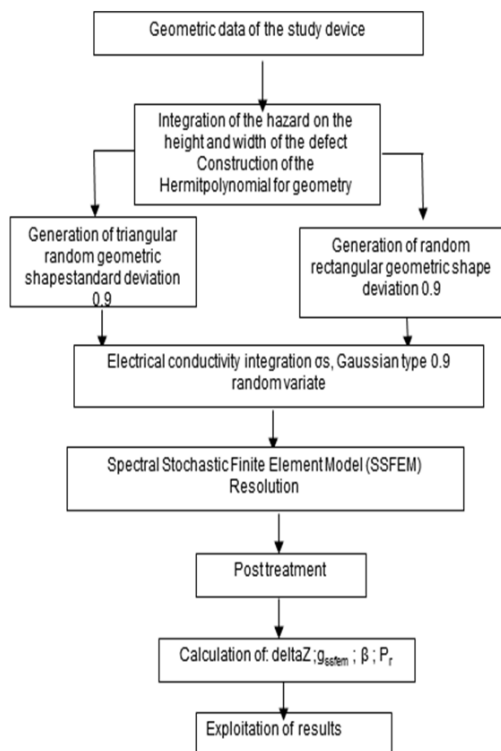 Geometric data of the study device
Integration of the hazard on the
height and width of the defect
Construction of the
Hermitpolynomial for geometry
Generation of triangular
random geometric
shapestandard deviation
0.9
Generation of random
rectangular geometric shape
deviation 0.9
Electrical conductivity integration σs, Gaussian type 0.9
random variate
Spectral Stochastic Finite Element Model (SSFEM)
Resolution
Post treatment
Calculation of: deltaZ ;g_ssfem ; β ; P_r
Exploitation of results